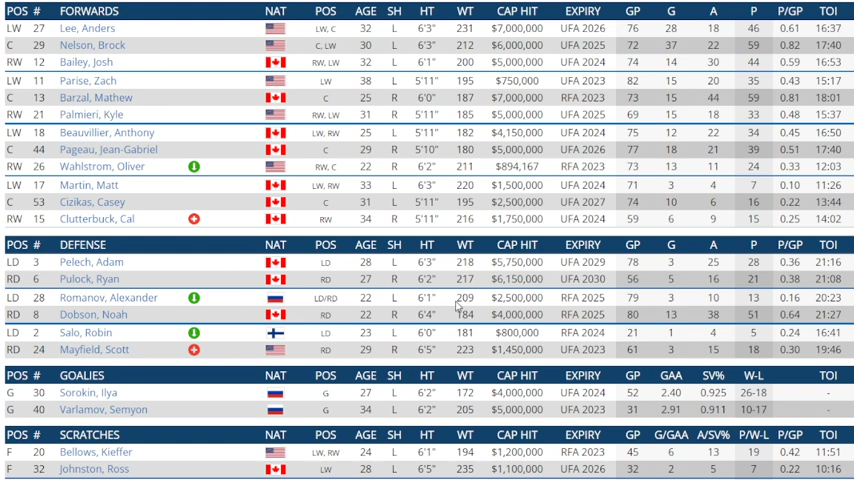 POS # FORWARDS NAT POS AGE SH HT WT CAP HIT EXPIRY GP G A P P/GP TOI
LW 27 Lee, Anders LW, C 32 L 6'3" 231 $7,000,000 UFA 2026 76 28 18 46 0.61 16:37
C 29 Nelson, Brock C, LW 30 L 6'3" 212 $6,000,000 UFA 2025 72 37 22 59 0.82 17:40
RW 12 Bailey, Josh RW, LW 32 L 6'1" 200 $5,000,000 UFA 2024 74 14 30 44 0.59 16:53
LW 11 Parise, Zach LW 38 L 5'11" 195 $750,000 UFA 2023 82 15 20 35 0.43 15:17
C 13 Barzal, Mathew C 25 R 6'0" 187 $7,000,000 RFA 2023 73 15 44 59 0.81 18:01
RW 21 Palmieri, Kyle RW, LW 31 R 5'11" 185 $5,000,000 UFA 2025 69 15 18 33 0.48 15:37
LW 18 Beauvillier, Anthony LW, RW 25 L 5'11" 182 $4,150,000 UFA 2024 75 12 22 34 0.45 16:50
C 44 Pageau, Jean-Gabriel C 29 R 5'10" 180 $5,000,000 UFA 2026 77 18 21 39 0.51 17:40
RW 26 Wahlstrom, Oliver RW, C 22 R 6'2" 211 $894,167 RFA 2023 73 13 11 24 0.33 12:03
LW 17 Martin, Matt LW, RW 33 L 6'3" 220 $1,500,000 UFA 2024 71 3 4 7 0.10 11:26
C 53 Cizikas, Casey C 31 L 5'11" 195 $2,500,000 UFA 2027 74 10 6 16 0.22 13:44
RW 15 Clutterbuck, Cal RW 34 R 5'11" 216 $1,750,000 UFA 2024 59 6 9 15 0.25 14:02
POS # DEFENSE NAT POS AGE SH HT WT CAP HIT EXPIRY GP G A P P/GP TOI
LD 3 Pelech, Adam LD 28 L 6'3" 218 $5,750,000 UFA 2029 78 3 25 28 0.36 21:16
RD 6 Pulock, Ryan RD 27 R 6'2" 217 $6,150,000 UFA 2030 56 5 16 21 0.38 21:08
LD 28 Romanov, Alexander LD/RD 22 L 6'1" 209 $2,500,000 RFA 2025 79 3 10 13 0.16 20:23
RD 8 Dobson, Noah RD 22 R 6'4" 184 $4,000,000 RFA 2025 80 13 38 51 0.64 21:27
LD 2 Salo, Robin LD 23 L 6'0" 181 $800,000 RFA 2024 21 1 4 5 0.24 16:41
RD 24 Mayfield, Scott RD 29 R 6'5" 223 $1,450,000 UFA 2023 61 3 15 18 0.30 19:46
POS # GOALIES NAT POS AGE SH HT WT CAP HIT EXPIRY GP GAA SV% W-L TOI
G 30 Sorokin, Ilya G 27 L 6'2" 172 $4,000,000 UFA 2024 52 2.40 0.925 26-18 -
G 40 Varlamov, Semyon G 34 L 6'2" 205 $5,000,000 UFA 2023 31 2.91 0.911 10-17 -
POS # SCRATCHES NAT POS AGE SH HT WT CAP HIT EXPIRY GP G/GAA A/SV% P/W-L P/GP TOI
F 20 Bellows, Kieffer LW, RW 24 L 6'1" 194 $1,200,000 RFA 2023 45 6 13 19 0.42 11:51
F 32 Johnston, Ross LW 28 L 6'5" 235 $1,100,000 UFA 2026 32 2 5 7 0.22 10:16